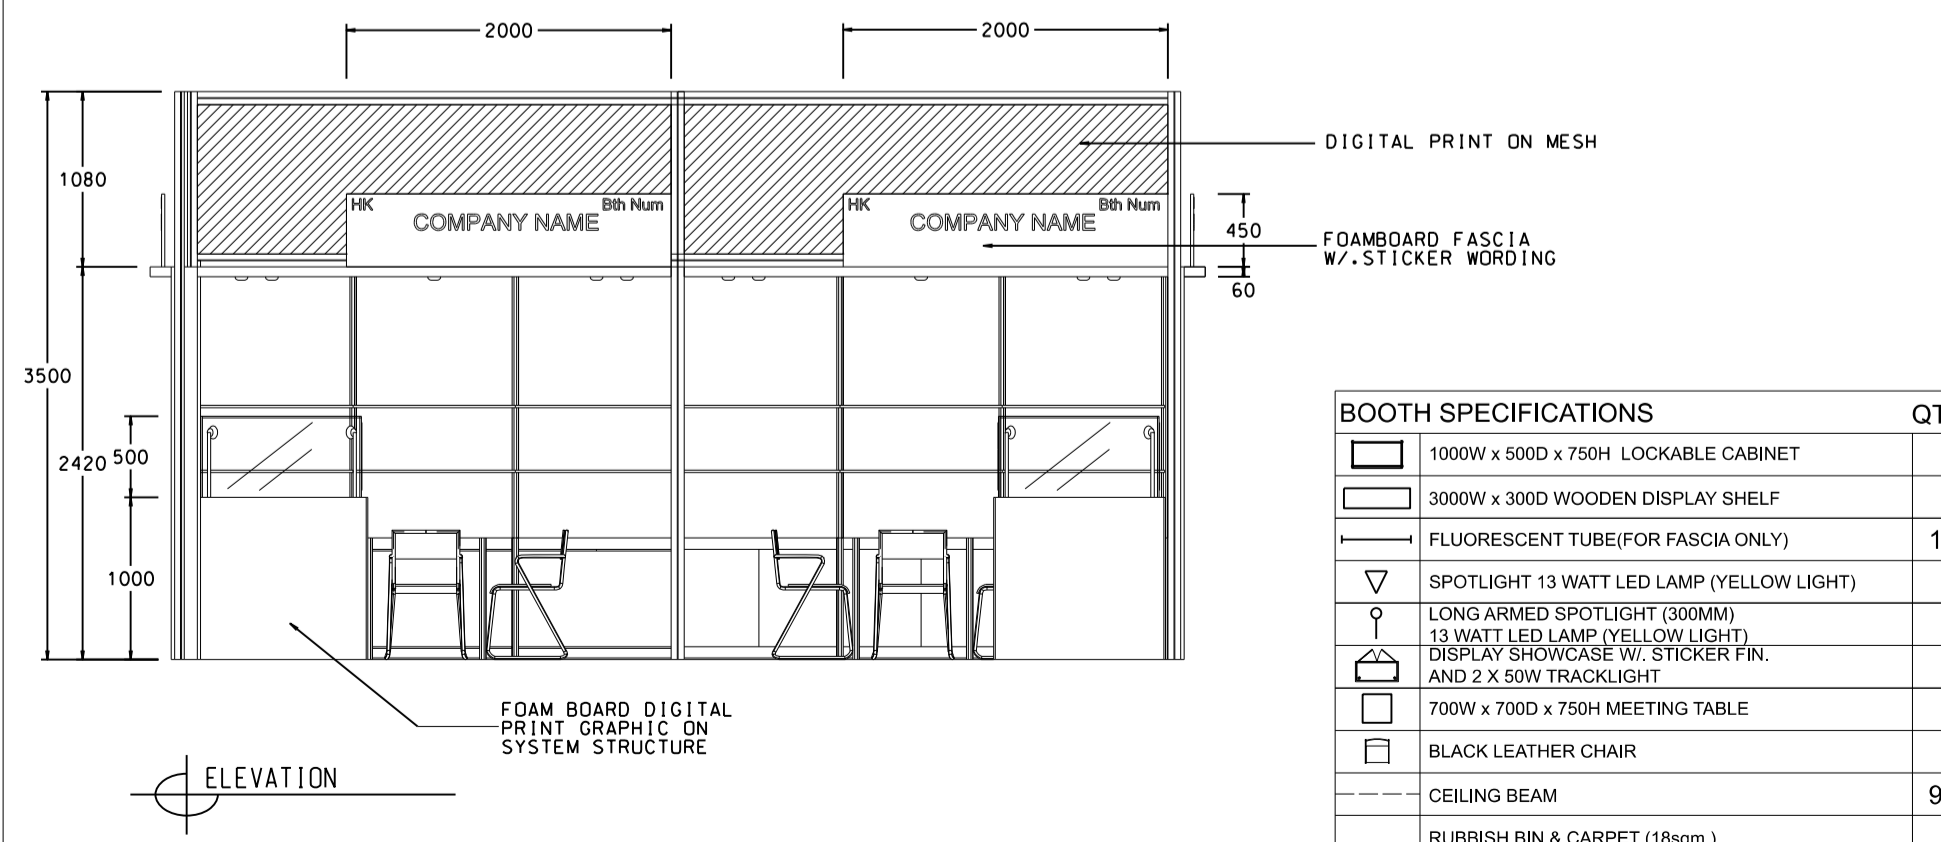 2000
2000
DIGITAL PRINT ON MESH
1080
HK
Bth Num
COMPANY NAME
HK
Bth Num
COMPANY NAME
450
FOAMBOARD FASCIA
W/.STICKER WORDING
60
3500
2420
500
1000
FOAM BOARD DIGITAL
PRINT GRAPHIC ON
SYSTEM STRUCTURE
ELEVATION
BOOTH SPECIFICATIONS
1000W x 500D x 750H LOCKABLE CABINET
3000W x 300D WOODEN DISPLAY SHELF
FLUORESCENT TUBE(FOR FASCIA ONLY)
SPOTLIGHT 13 WATT LED LAMP (YELLOW LIGHT)
LONG ARMED SPOTLIGHT (300MM)
13 WATT LED LAMP (YELLOW LIGHT)
DISPLAY SHOWCASE W/. STICKER FIN.
AND 2 X 50W TRACKLIGHT
700W x 700D x 750H MEETING TABLE
BLACK LEATHER CHAIR
CEILING BEAM
RUBBISH BIN & CARPET (18sqm.)